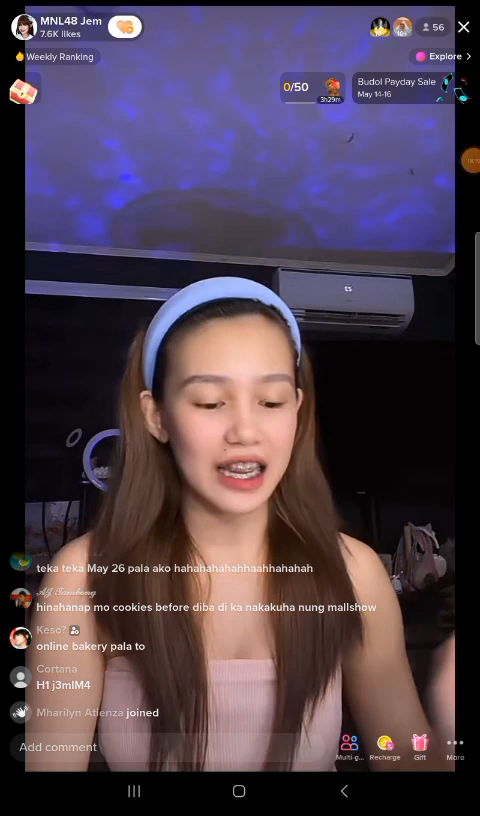 MNL48 Jem
7.6K likes
10+
56
Weekly Ranking
Explore
0/50
3h29m
Budol Payday Sale
May 14-16
teka teka May 26 pala ako hahahahahahhaahhahahah
hinahanap mo cookies before diba di ka nakakuha nung mallshow
Keso?
online bakery pala to
Cortana
H1 j3mIM4
Mharilyn Atienza joined
Add comment
Multi-g...
Recharge
Gift
More